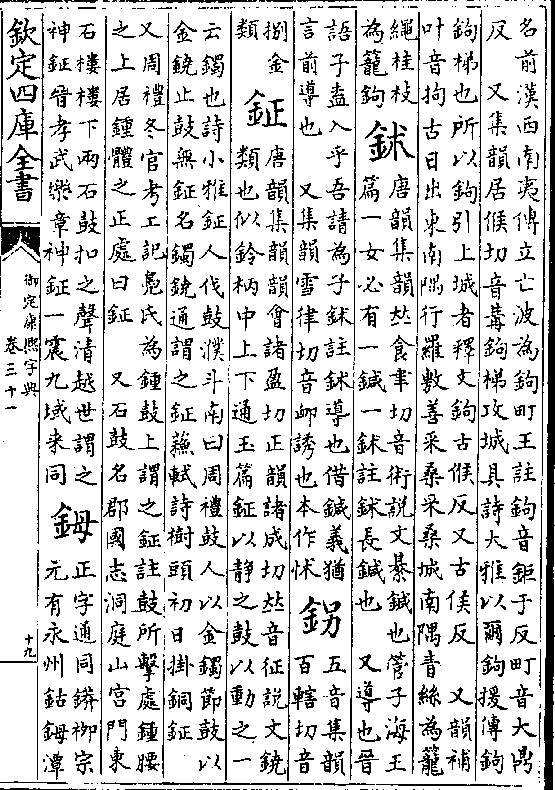 名前漢西南夷傳立亡波為鉤町王註鉤音鉅于反町音大鼎
反　又集韻居侯切音冓鉤梯攻城具詩大雅以爾鉤援傳鉤
鉤梯也所以鉤引上城者釋文鉤古侯反又古侯反　又韻補
叶音拘古日出東南隅行羅敷善采桑采桑城南隅青絲為籠
繩桂枝
為籠鉤
鉥
唐韻集韻𠀤食聿切音術說文綦鍼也管子海王
篇一女必有一鍼一鉥註鉥長鍼也　又導也晉
語子盍入乎吾請為子鉥註鉥導也借鍼義猶
言前導也　又集韻雪律切音卹誘也本作怵
五音集韻
百轄切音
捌金
類
鉦
唐韻集韻韻會諸盈切正韻諸成切𠀤音征說文鐃
類也似鈴柄中上下通玉篇鉦以靜之鼓以動之一
云鐲也詩小雅鉦人伐鼓濮斗南曰周禮鼓人以金鐲節鼓以
金鐃止鼓無鉦名鐲鐃通謂之鉦蘇軾詩樹頭初日掛銅鉦
又周禮冬官考工記鳧氏為鍾鼓上謂之鉦註鼓所擊處鍾腰
之上居鍾體之正處曰鉦　又石鼓名郡國志洞庭山宮門東
石樓樓下兩石鼓扣之聲清越世謂之
神鉦晉孝武樂章神鉦一震九域來同
鉧
正字通同柳宗
元有永州鈷鉧潭
欽定四庫全書
御定康熙字典
卷三十一
十九